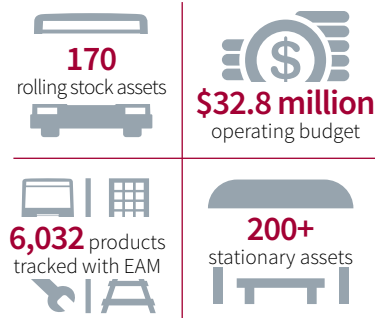 170
rolling stock assets
$
$32.8 million
operating budget
6,032 products
tracked with EAM
200+
stationary assets